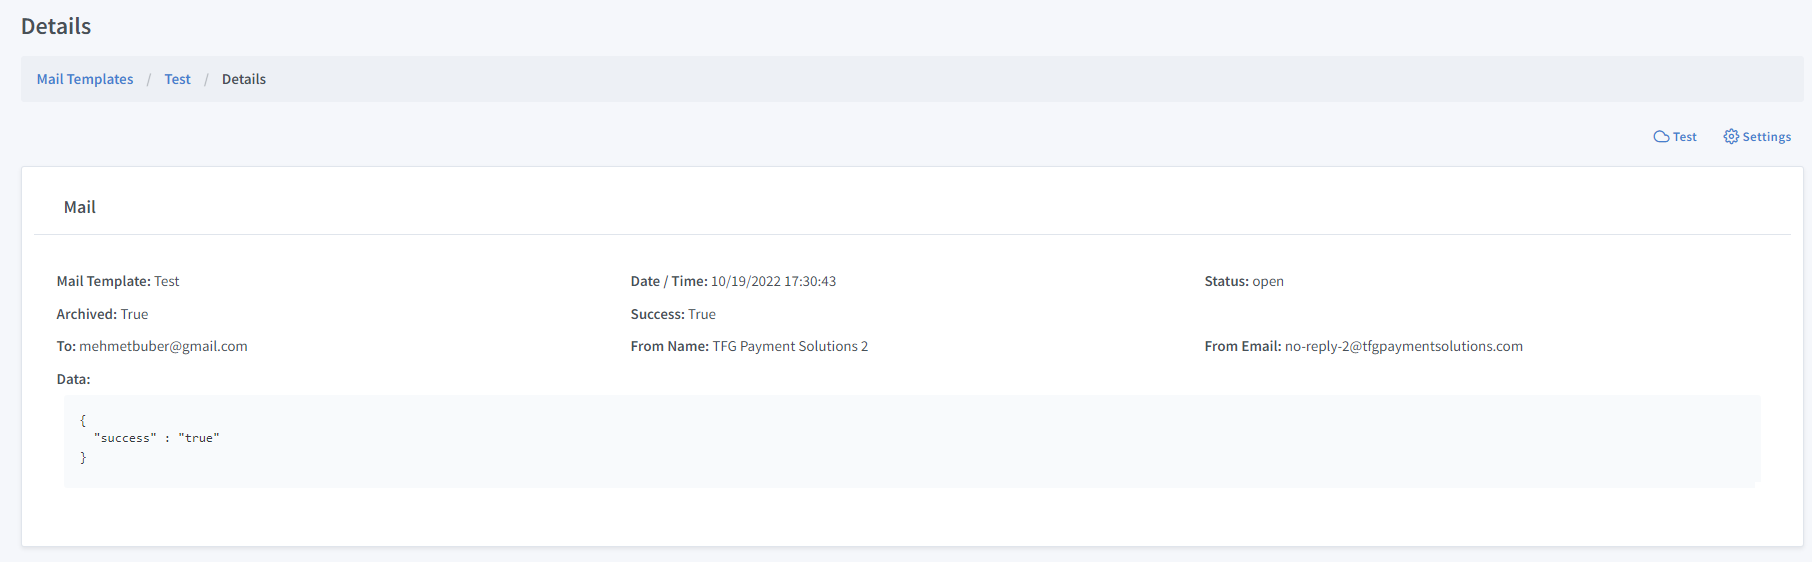 Details
Mail Templates / Test / Details
Test Settings
Mail
Mail Template: Test Date / Time: 10/19/2022 17:30:43 Status: open
Archived: True Success: True
To: mehmetbuber@gmail.com From Name: TFG Payment Solutions 2 From Email: no-reply-2@tfgpaymentsolutions.com
Data:
{
  "success" : "true"
}